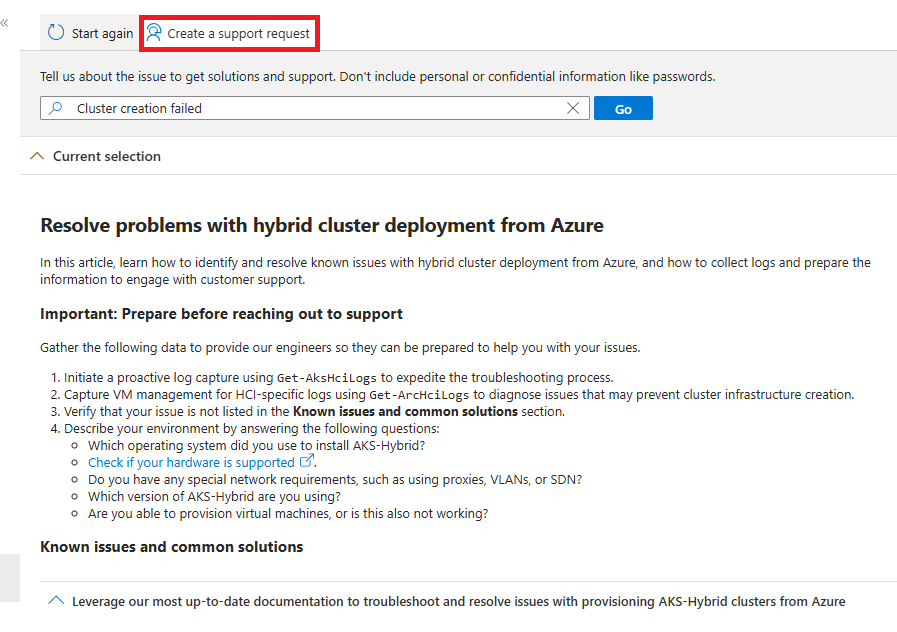 «
Start again Create a support request
Tell us about the issue to get solutions and support. Don't include personal or confidential information like passwords.
Cluster creation failed Go
Current selection
Resolve problems with hybrid cluster deployment from Azure
In this article, learn how to identify and resolve known issues with hybrid cluster deployment from Azure, and how to collect logs and prepare the
information to engage with customer support.
Important: Prepare before reaching out to support
Gather the following data to provide our engineers so they can be prepared to help you with your issues.
1. Initiate a proactive log capture using Get-AksHciLogs to expedite the troubleshooting process.
2. Capture VM management for HCI-specific logs using Get-ArcHciLogs to diagnose issues that may prevent cluster infrastructure creation.
3. Verify that your issue is not listed in the Known issues and common solutions section.
4. Describe your environment by answering the following questions:
Which operating system did you use to install AKS-Hybrid?
Check if your hardware is supported.
Do you have any special network requirements, such as using proxies, VLANs, or SDN?
Which version of AKS-Hybrid are you using?
Are you able to provision virtual machines, or is this also not working?
Known issues and common solutions
Leverage our most up-to-date documentation to troubleshoot and resolve issues with provisioning AKS-Hybrid clusters from Azure